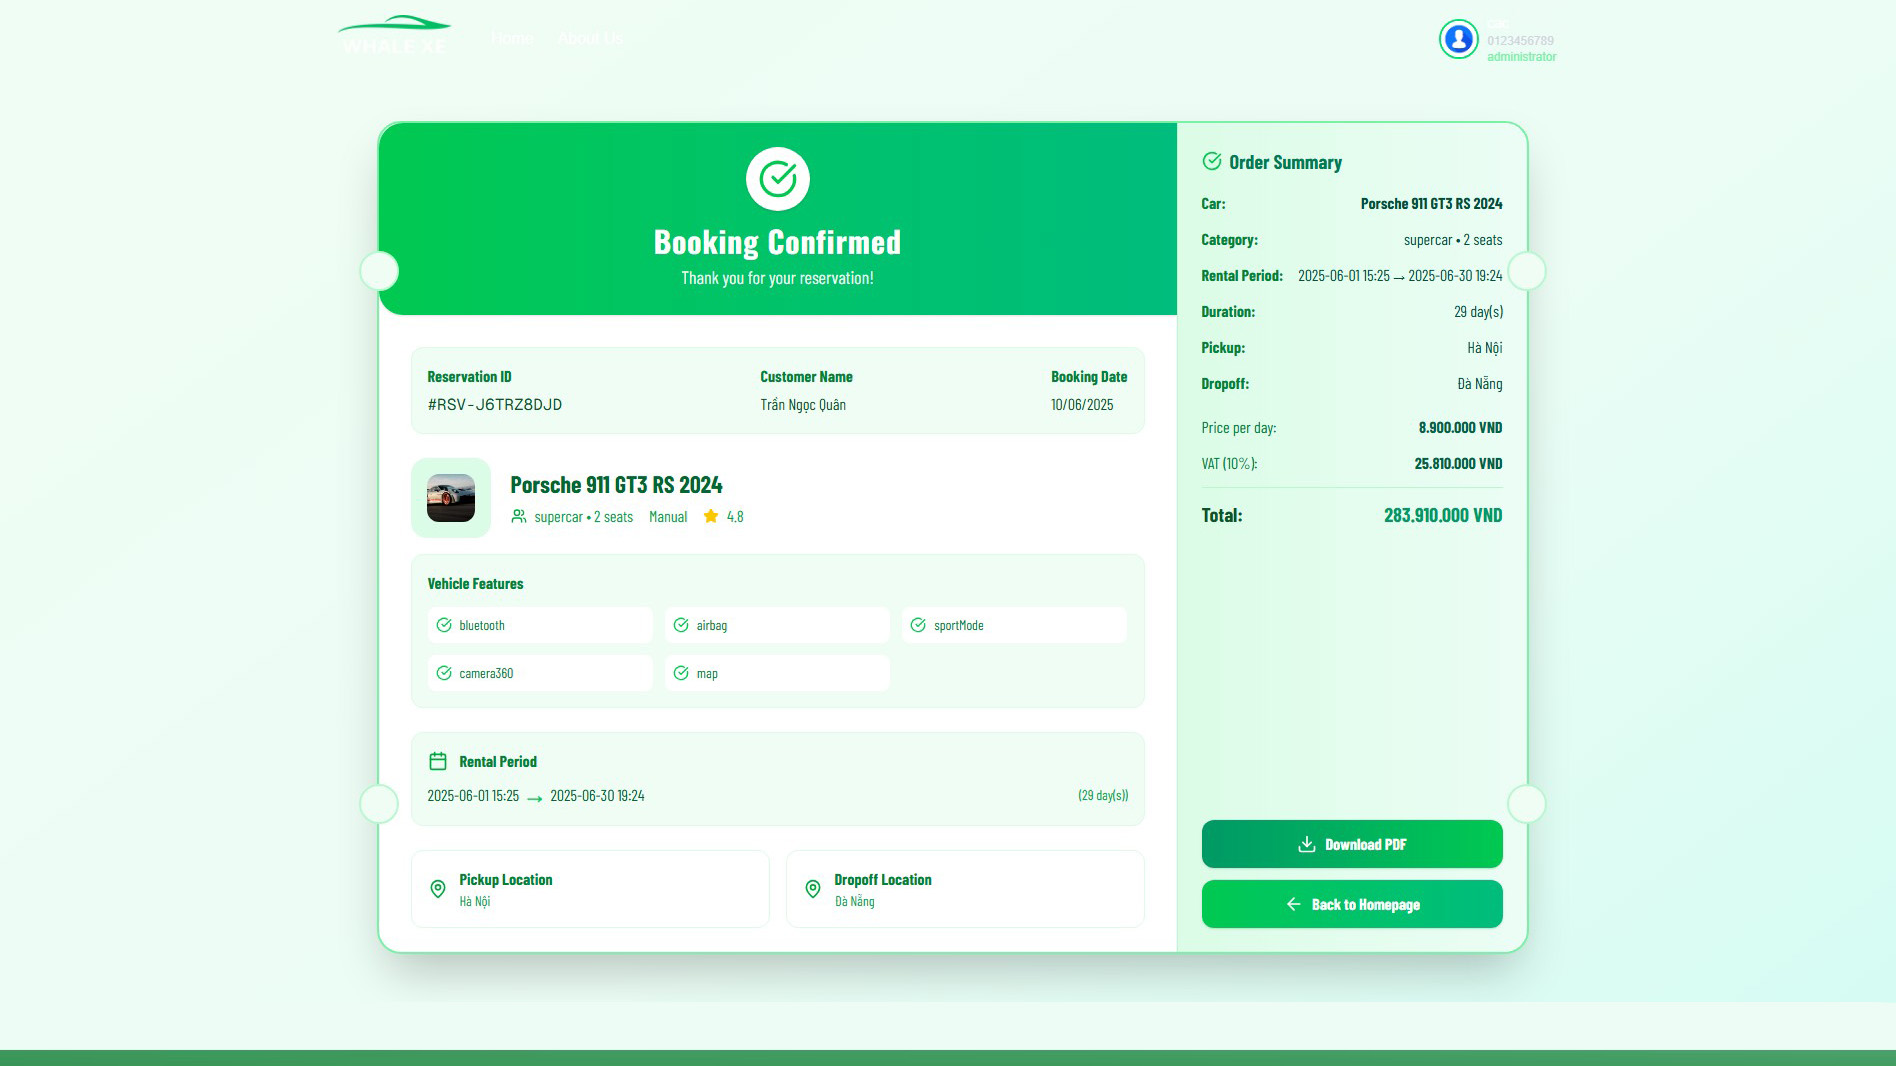 WHALE XE
Home
About Us
0123456789
administrator
Booking Confirmed
Thank you for your reservation!
Reservation ID
#RSV-J6TRZ8DJD
Customer Name
Trần Ngọc Quân
Booking Date
10/06/2025
Porsche 911 GT3 RS 2024
supercar • 2 seats Manual 4.8
Vehicle Features
bluetooth
airbag
sportMode
camera360
map
Rental Period
2025-06-01 15:25 → 2025-06-30 19:24 (29 day(s))
Pickup Location
Hà Nội
Dropoff Location
Đà Nẵng
Order Summary
Car: Porsche 911 GT3 RS 2024
Category: supercar • 2 seats
Rental Period: 2025-06-01 15:25 → 2025-06-30 19:24
Duration: 29 day(s)
Pickup: Hà Nội
Dropoff: Đà Nẵng
Price per day: 8.900.000 VND
VAT (10%): 25.810.000 VND
Total: 283.910.000 VND
Download PDF
Back to Homepage